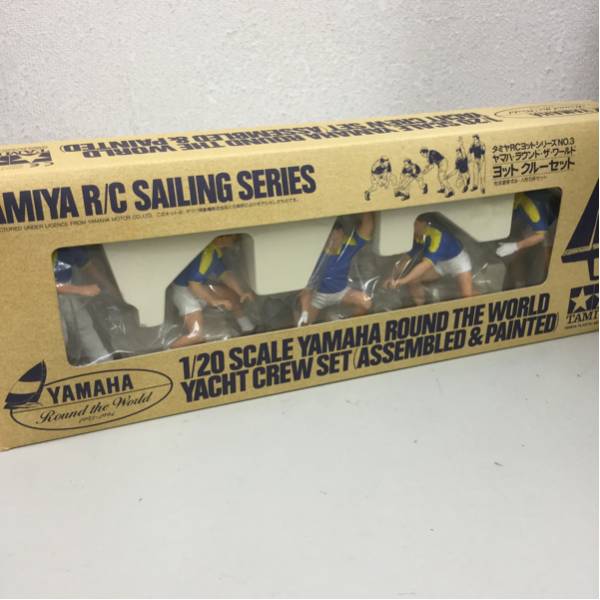 AMIYA R/C SAILING SERIES
タミヤRCヨットシリーズNO.3
ヤマハ・ラウンド・ザ・ワールド
ヨット クルーセット
YAMAHA
Round the World
1993-1994
1/20 SCALE YAMAHA ROUND THE WORLD
YACHT CREW SET (ASSEMBLED & PAINTED)
TAMI